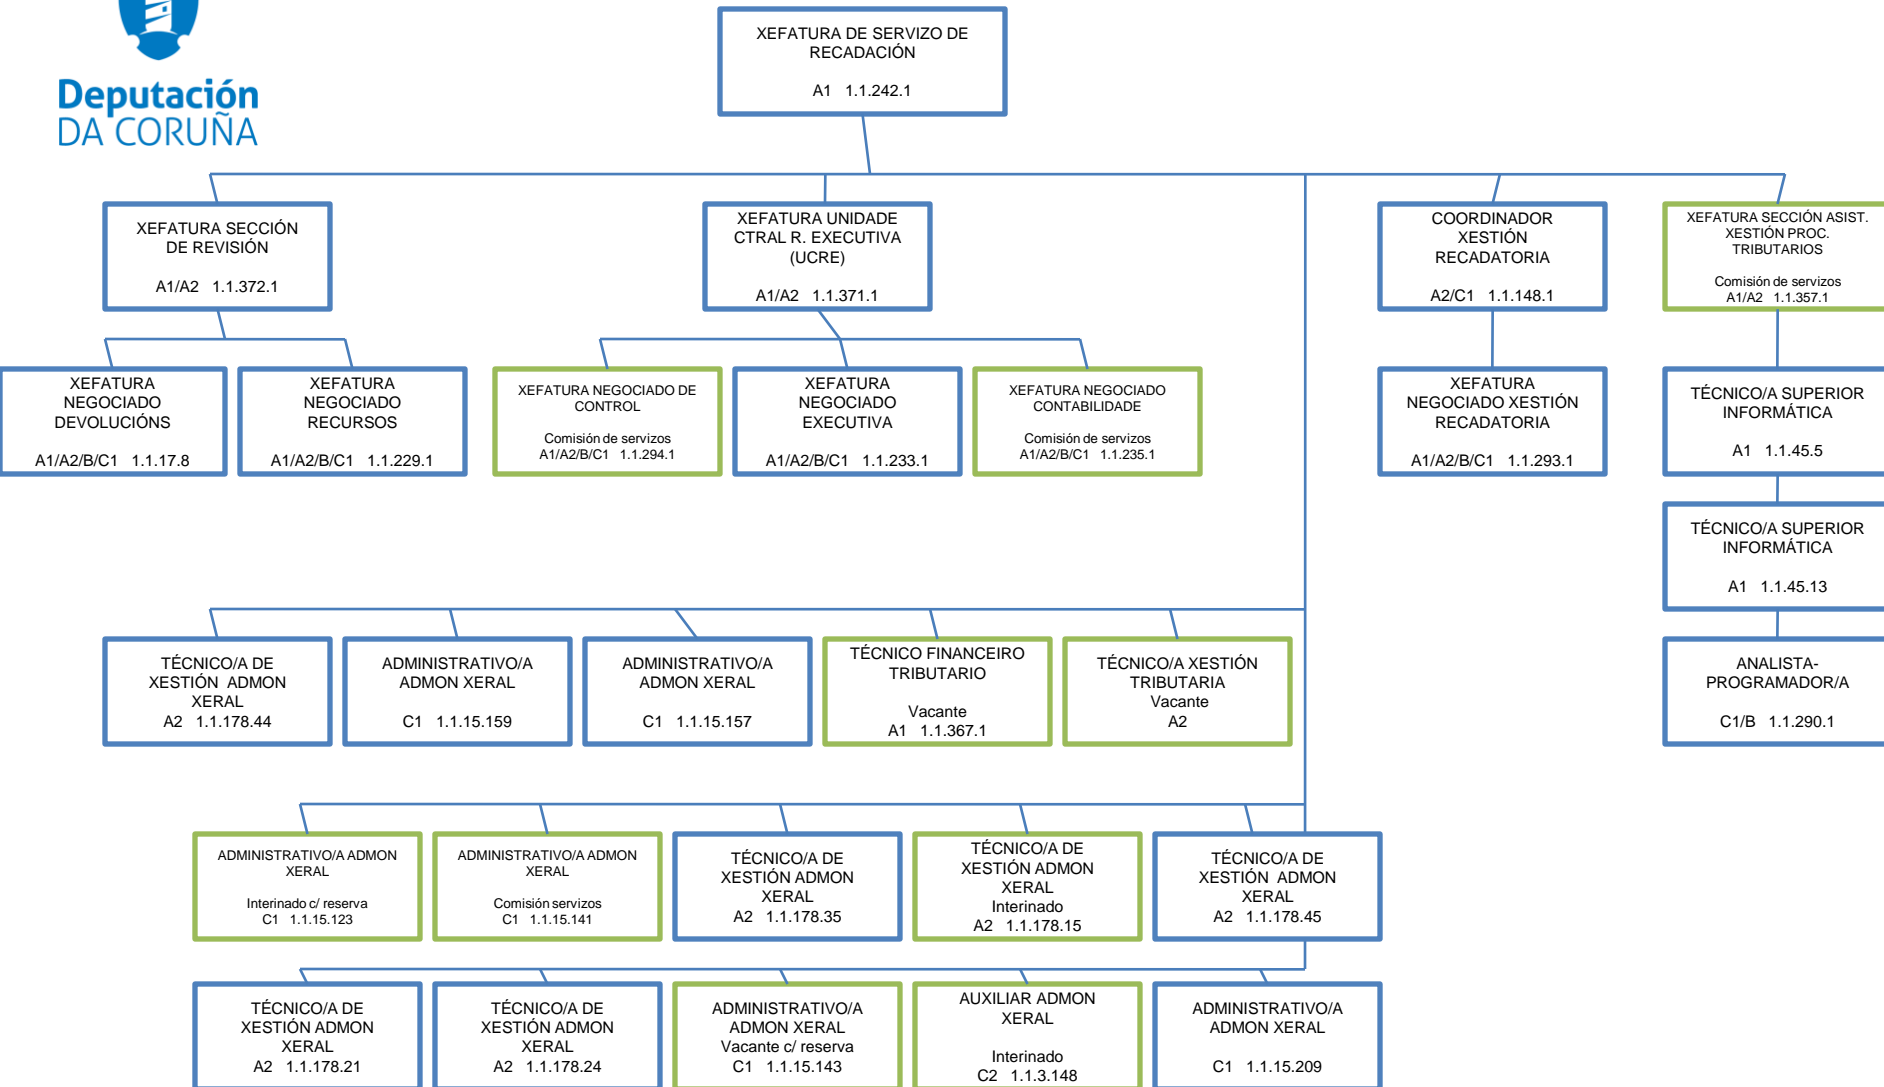 Deputación
DA CORUÑA
XEFATURA DE SERVIZO DE
RECADACIÓN
A1 1.1.242.1
XEFATURA SECCIÓN
DE REVISIÓN
A1/A2 1.1.372.1
XEFATURA UNIDADE
CTRAL R. EXECUTIVA
(UCRE)
A1/A2 1.1.371.1
COORDINADOR
XESTIÓN
RECADATORIA
A2/C1 1.1.148.1
XEFATURA SECCIÓN ASIST.
XESTIÓN PROC.
TRIBUTARIOS
Comisión de servizos
A1/A2 1.1.357.1
XEFATURA
NEGOCIADO
DEVOLUCIÓNS
A1/A2/B/C1 1.1.17.8
XEFATURA
NEGOCIADO
RECURSOS
A1/A2/B/C1 1.1.229.1
XEFATURA NEGOCIADO DE
CONTROL
Comisión de servizos
A1/A2/B/C1 1.1.294.1
XEFATURA
NEGOCIADO
EXECUTIVA
A1/A2/B/C1 1.1.233.1
XEFATURA NEGOCIADO
CONTABILIDADE
Comisión de servizos
A1/A2/B/C1 1.1.235.1
XEFATURA
NEGOCIADO XESTIÓN
RECADATORIA
A1/A2/B/C1 1.1.293.1
TÉCNICO/A SUPERIOR
INFORMÁTICA
A1 1.1.45.5
TÉCNICO/A SUPERIOR
INFORMÁTICA
A1 1.1.45.13
TÉCNICO/A DE
XESTIÓN ADMON
XERAL
A2 1.1.178.44
ADMINISTRATIVO/A
ADMON XERAL
C1 1.1.15.159
ADMINISTRATIVO/A
ADMON XERAL
C1 1.1.15.157
TÉCNICO FINANCEIRO
TRIBUTARIO
Vacante
A1 1.1.367.1
TÉCNICO/A XESTIÓN
TRIBUTARIA
Vacante
A2
ANALISTA-
PROGRAMADOR/A
C1/B 1.1.290.1
ADMINISTRATIVO/A ADMON
XERAL
Interinado c/ reserva
C1 1.1.15.123
ADMINISTRATIVO/A ADMON
XERAL
Comisión servizos
C1 1.1.15.141
TÉCNICO/A DE
XESTIÓN ADMON
XERAL
A2 1.1.178.35
TÉCNICO/A DE
XESTIÓN ADMON
XERAL
Interinado
A2 1.1.178.15
TÉCNICO/A DE
XESTIÓN ADMON
XERAL
A2 1.1.178.45
TÉCNICO/A DE
XESTIÓN ADMON
XERAL
A2 1.1.178.21
TÉCNICO/A DE
XESTIÓN ADMON
XERAL
A2 1.1.178.24
ADMINISTRATIVO/A
ADMON XERAL
Vacante c/ reserva
C1 1.1.15.143
AUXILIAR ADMON
XERAL
Interinado
C2 1.1.3.148
ADMINISTRATIVO/A
ADMON XERAL
C1 1.1.15.209